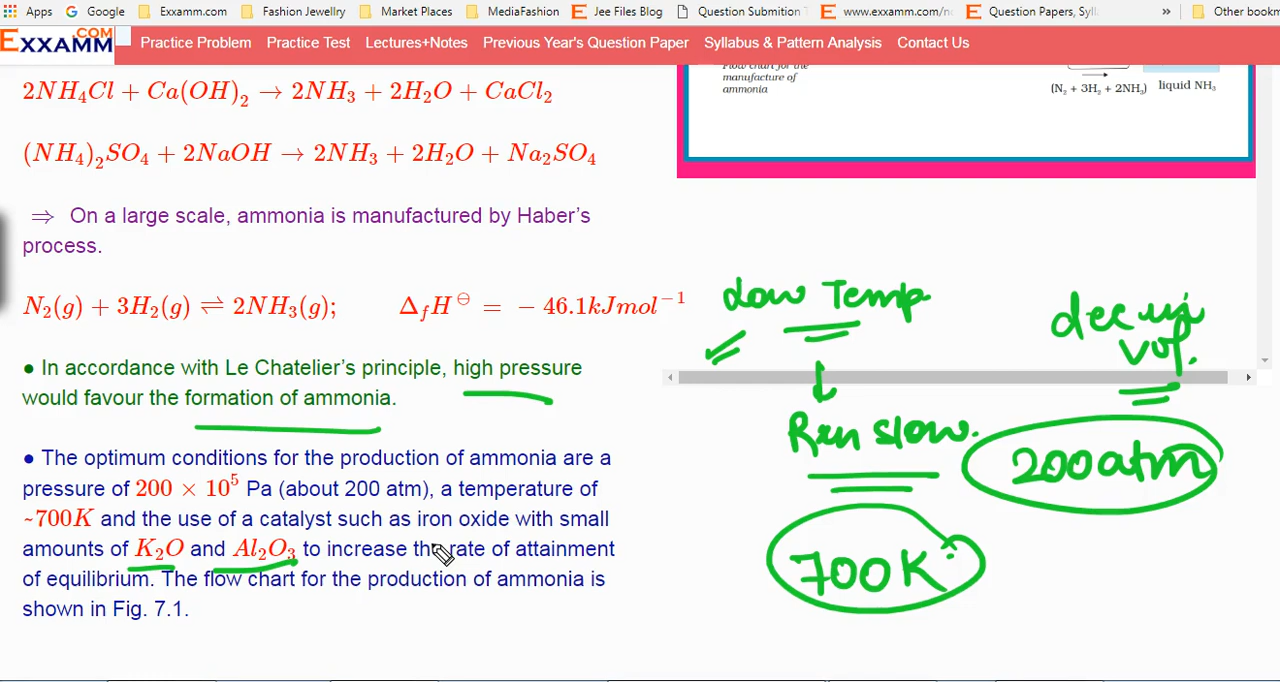 Apps Google Exxamm.com Fashion Jewellry Market Places MediaFashion Jee Files Blog Question Submition www.exxamm.com/n Question Papers, Syll » Other bookm
EXXAMM .COM Practice Problem Practice Test Lectures+Notes Previous Year's Question Paper Syllabus & Pattern Analysis Contact Us
2NH₄Cl + Ca(OH)₂ → 2NH₃ + 2H₂O + CaCl₂
Flow chart for the
manufacture of
ammonia
(N₂ + 3H₂ + 2NH₃) liquid NH₃
(NH₄)₂SO₄ + 2NaOH → 2NH₃ + 2H₂O + Na₂SO₄
⇒ On a large scale, ammonia is manufactured by Haber's
process.
N₂(g) + 3H₂(g) ⇌ 2NH₃(g); Δ_fH^⊖ = − 46.1kJmol⁻¹
● In accordance with Le Chatelier's principle, high pressure
would favour the formation of ammonia.
● The optimum conditions for the production of ammonia are a
pressure of 200 × 10⁵ Pa (about 200 atm), a temperature of
~700K and the use of a catalyst such as iron oxide with small
amounts of K₂O and Al₂O₃ to increase the rate of attainment
of equilibrium. The flow chart for the production of ammonia is
shown in Fig. 7.1.
Low Temp
Rxn slow.
700K
dec in
vol.
200atm